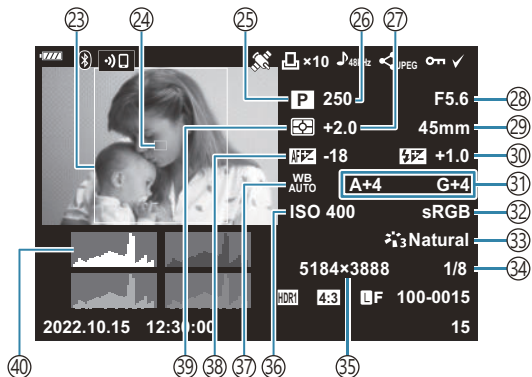 ㉓ ㉔ ㉕ ㉖ ㉗
×10 48kHz JPEG
P 250 F5.6 ㉘
+2.0 45mm ㉙
AF -18 +1.0 ㉚
WB AUTO A+4 G+4 ㉛
ISO 400 sRGB ㉜
3 Natural ㉝
5184×3888 1/8 ㉞
HDR1 4:3 L F 100-0015
2022.10.15 12:30:00 15
㊵ ㊴ ㊳ ㊲ ㊱ ㉟